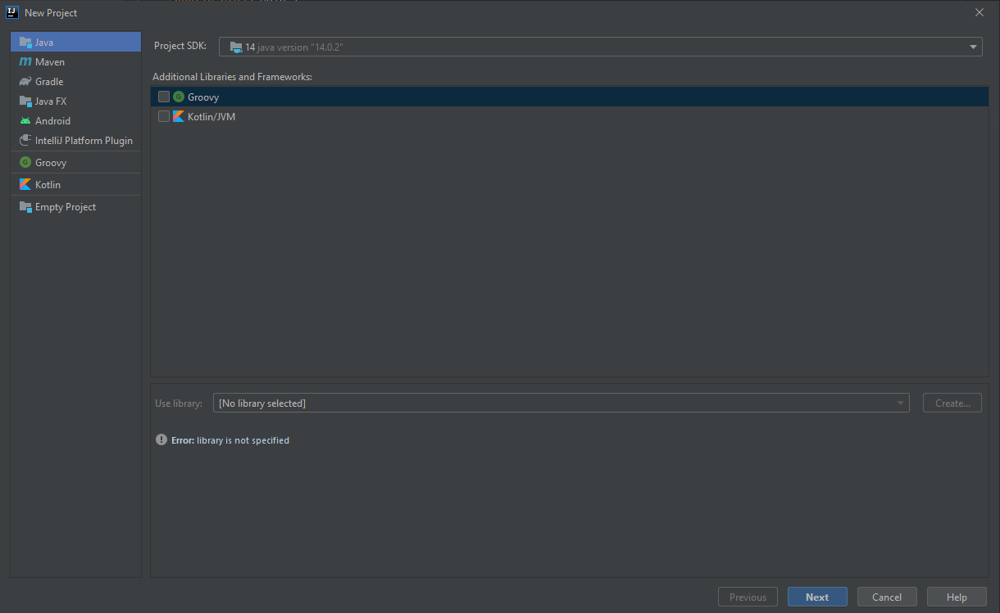 New Project
Java
Maven
Gradle
Java FX
Android
IntelliJ Platform Plugin
Groovy
Kotlin
Empty Project
Project SDK: 14 java version "14.0.2"
Additional Libraries and Frameworks:
Groovy
Kotlin/JVM
Use library: [No library selected] Create...
Error: library is not specified
Previous Next Cancel Help